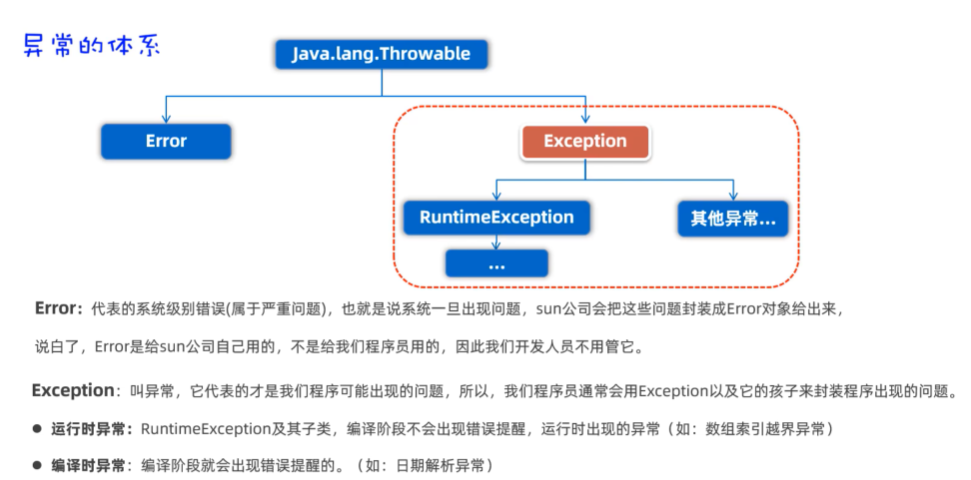 异常的体系
Java.lang.Throwable
Error
Exception
RuntimeException
其他异常...
...
Error：代表的系统级别错误(属于严重问题)，也就是说系统一旦出现问题，sun公司会把这些问题封装成Error对象给出来，
说白了，Error是给sun公司自己用的，不是给我们程序员用的，因此我们开发人员不用管它。
Exception：叫异常，它代表的才是我们程序可能出现的问题，所以，我们程序员通常会用Exception以及它的孩子来封装程序出现的问题。
● 运行时异常：RuntimeException及其子类，编译阶段不会出现错误提醒，运行时出现的异常（如：数组索引越界异常）
● 编译时异常：编译阶段就会出现错误提醒的。（如：日期解析异常）